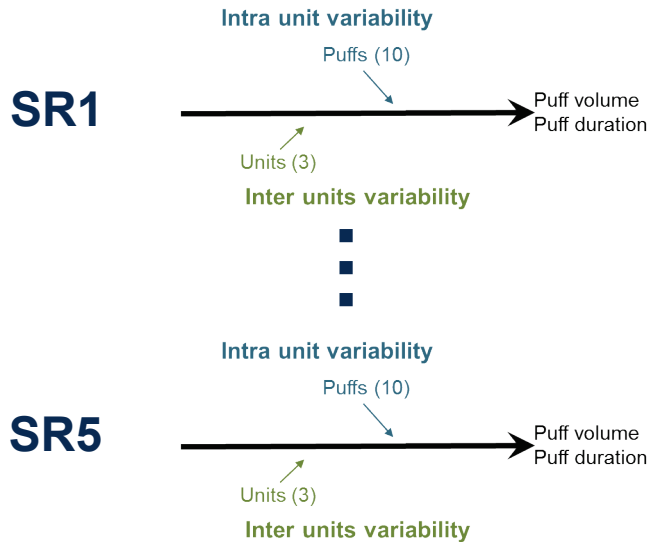 Intra unit variability
Puffs (10)
SR1
Puff volume
Puff duration
Units (3)
Inter units variability
Intra unit variability
Puffs (10)
SR5
Puff volume
Puff duration
Units (3)
Inter units variability